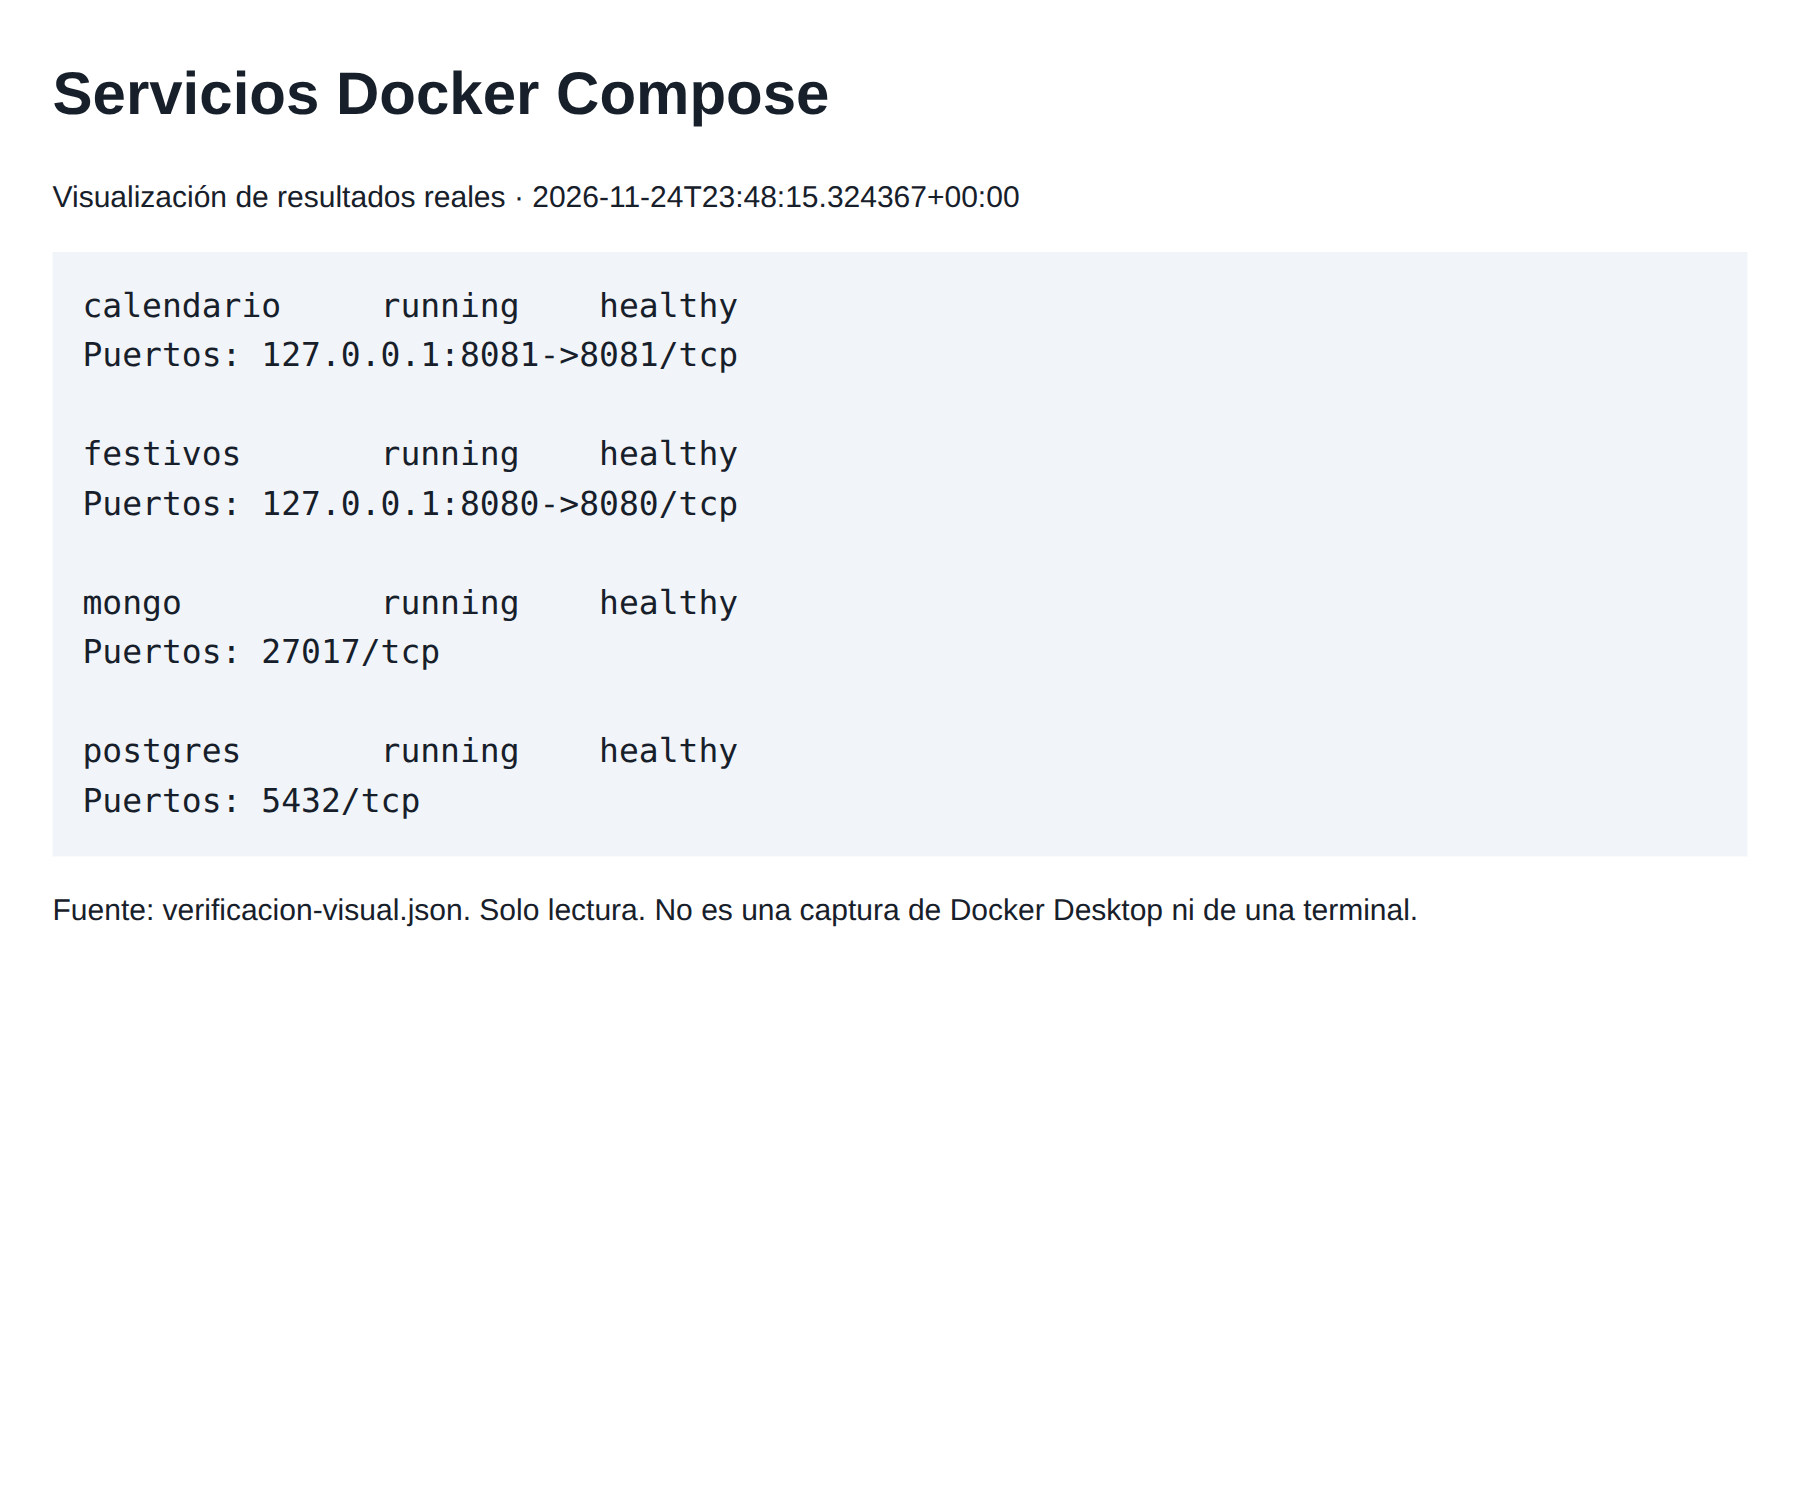 Servicios Docker Compose
Visualización de resultados reales · 2026-11-24T23:48:15.324367+00:00
calendario     running    healthy
Puertos: 127.0.0.1:8081->8081/tcp
festivos       running    healthy
Puertos: 127.0.0.1:8080->8080/tcp
mongo          running    healthy
Puertos: 27017/tcp
postgres       running    healthy
Puertos: 5432/tcp
Fuente: verificacion-visual.json. Solo lectura. No es una captura de Docker Desktop ni de una terminal.